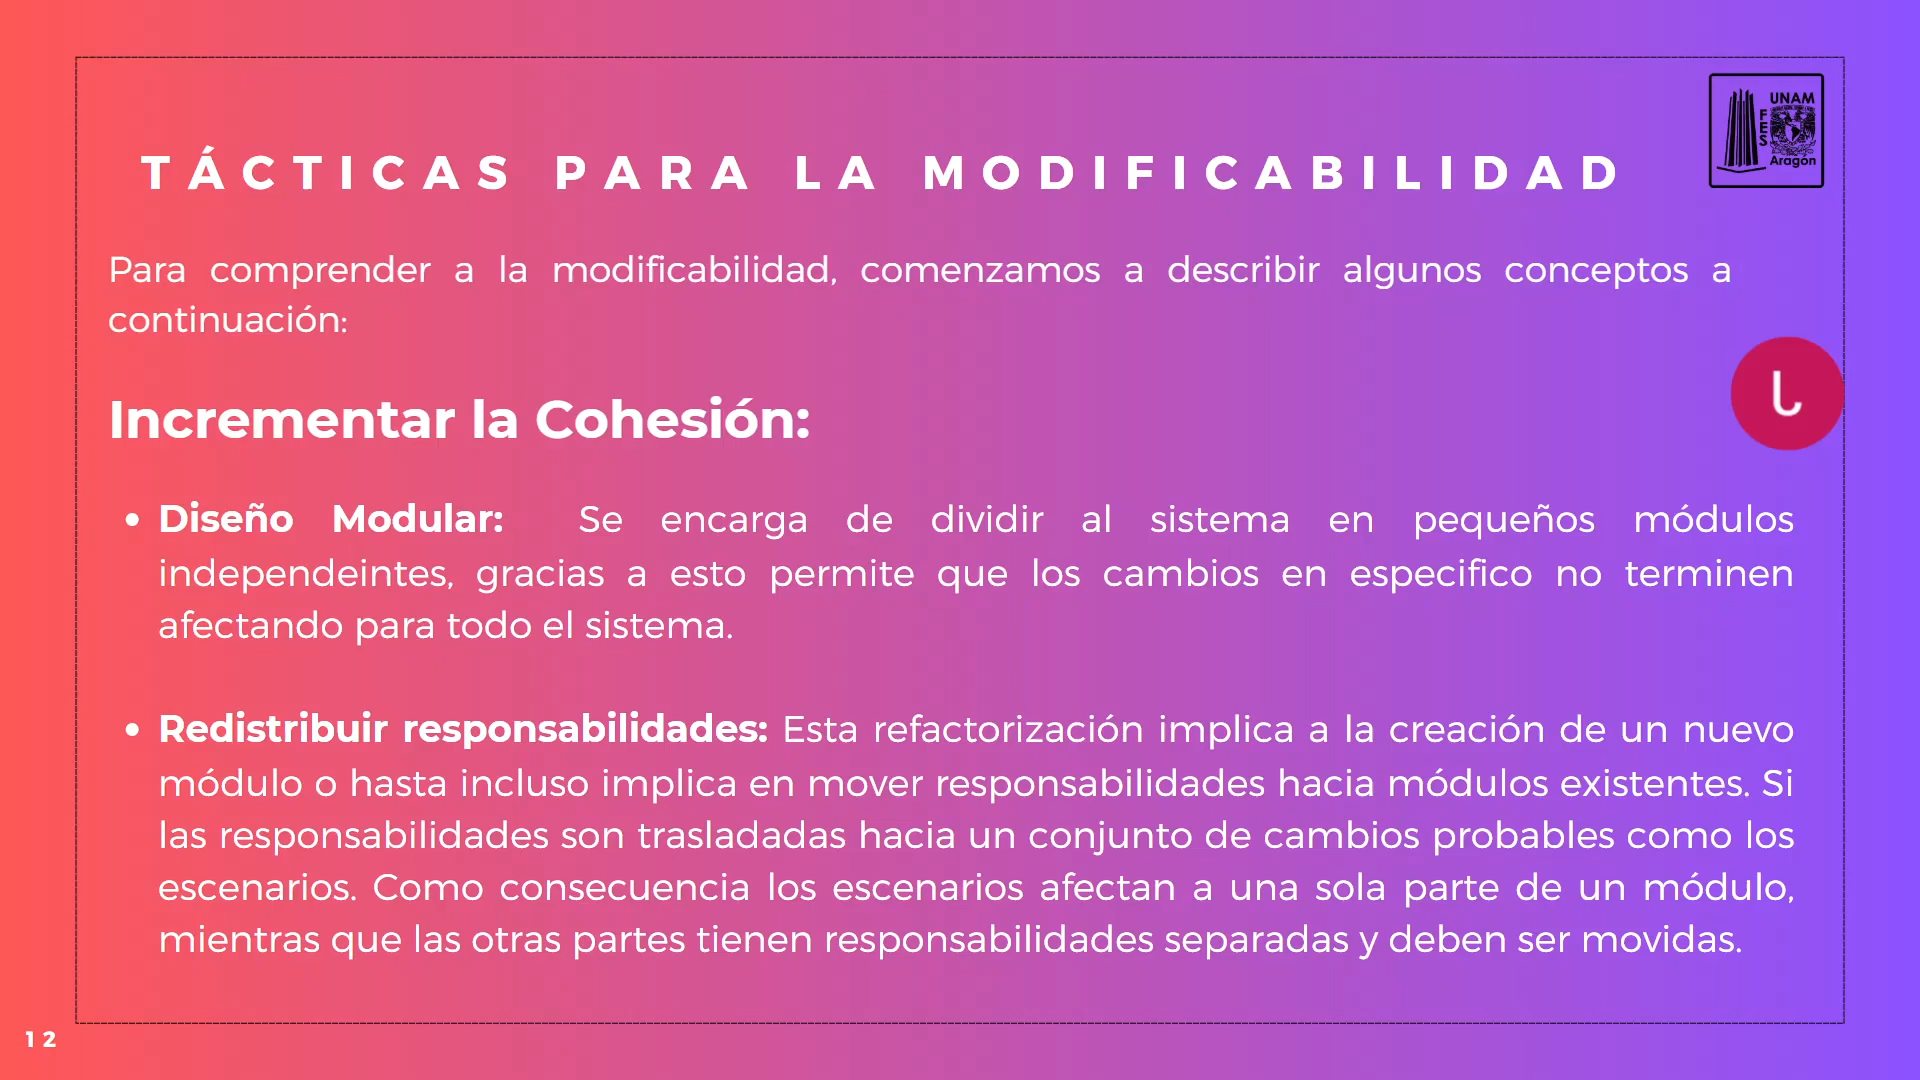 TÁCTICAS PARA LA MODIFICABILIDAD
UNAM
FES
Aragón
Para comprender a la modificabilidad, comenzamos a describir algunos conceptos a
continuación:
Incrementar la Cohesión:
• Diseño Modular: Se encarga de dividir al sistema en pequeños módulos
independeintes, gracias a esto permite que los cambios en especifico no terminen
afectando para todo el sistema.
• Redistribuir responsabilidades: Esta refactorización implica a la creación de un nuevo
módulo o hasta incluso implica en mover responsabilidades hacia módulos existentes. Si
las responsabilidades son trasladadas hacia un conjunto de cambios probables como los
escenarios. Como consecuencia los escenarios afectan a una sola parte de un módulo,
mientras que las otras partes tienen responsabilidades separadas y deben ser movidas.
12